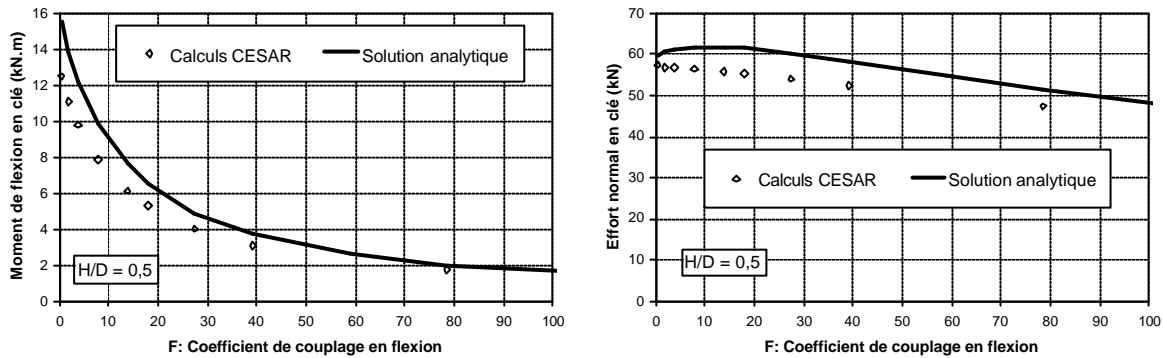 Moment de flexion en clé (kN.m)
16
14
12
10
8
6
4
2
0
Calculs CESAR
Solution analytique
H/D = 0,5
0 10 20 30 40 50 60 70 80 90 100
F: Coefficient de couplage en flexion
Effort normal en clé (kN)
70
60
50
40
30
20
10
0
Calculs CESAR
Solution analytique
H/D = 0,5
0 10 20 30 40 50 60 70 80 90 100
F: Coefficient de couplage en flexion